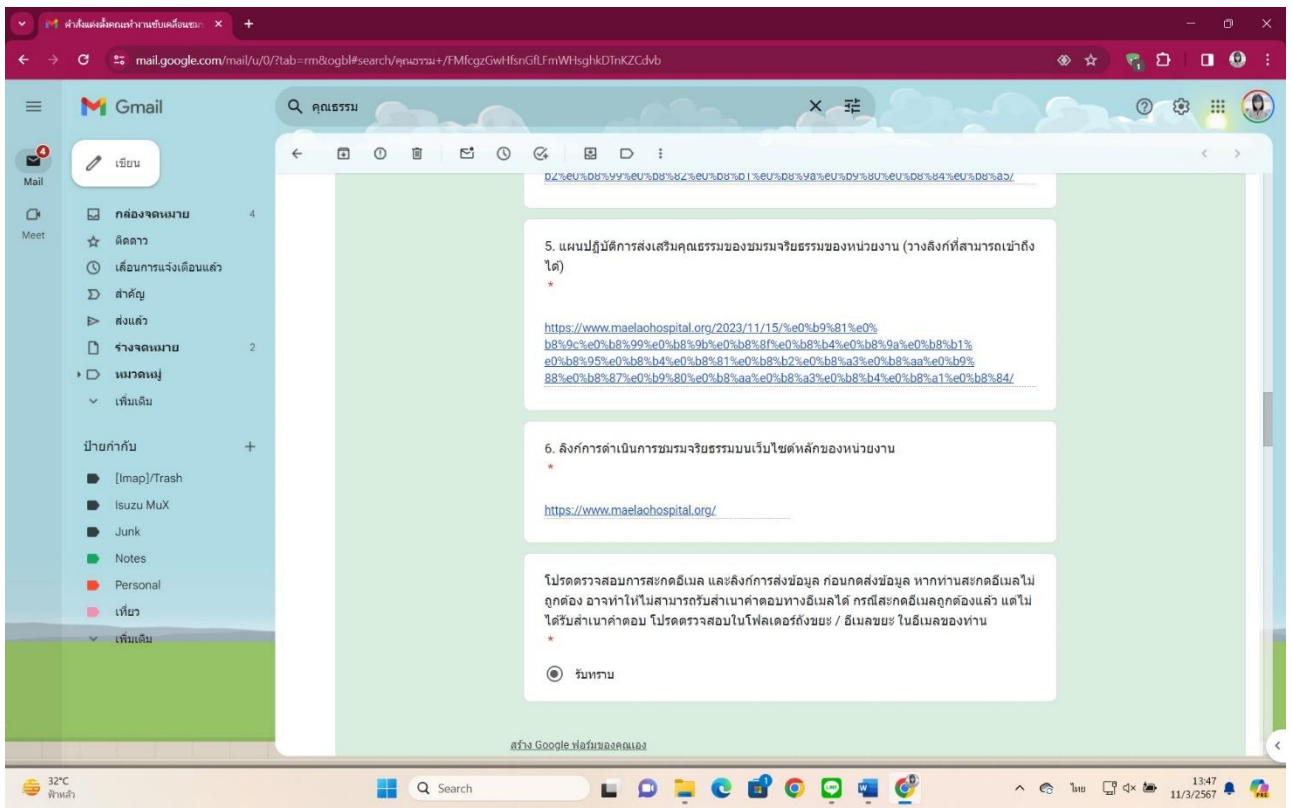 คำสั่งแต่งตั้งคณะทำงานขับเคลื่อนชม
mail.google.com/mail/u/0/?tab=rm&ogbl#search/คุณธรรม+/FMfcgzGwHfsnGfLFmWHsghkDTnKZCdvb
Gmail
คุณธรรม
4
Mail
Meet
เขียน
กล่องจดหมาย 4
ติดดาว
เลื่อนการแจ้งเตือนแล้ว
สำคัญ
ส่งแล้ว
ร่างจดหมาย 2
หมวดหมู่
เพิ่มเติม
ป้ายกำกับ
[Imap]/Trash
Isuzu MuX
Junk
Notes
Personal
เที่ยว
เพิ่มเติม
b2%e0%b8%99%e0%b8%82%e0%b8%b1%e0%b8%9a%e0%b9%80%e0%b8%84%e0%b8%a5/
5. แผนปฏิบัติการส่งเสริมคุณธรรมของชมรมจริยธรรมของหน่วยงาน (วางลิงก์ที่สามารถเข้าถึง
ได้)
*
https://www.maelaohospital.org/2023/11/15/%e0%b9%81%e0%
b8%9c%e0%b8%99%e0%b8%9b%e0%b8%8f%e0%b8%b4%e0%b8%9a%e0%b8%b1%
e0%b8%95%e0%b8%b4%e0%b8%81%e0%b8%b2%e0%b8%a3%e0%b8%aa%e0%b9%
88%e0%b8%87%e0%b9%80%e0%b8%aa%e0%b8%a3%e0%b8%b4%e0%b8%a1%e0%b8%84/
6. ลิงก์การดำเนินการชมรมจริยธรรมบนเว็บไซต์หลักของหน่วยงาน
*
https://www.maelaohospital.org/
โปรดตรวจสอบการสะกดอีเมล และลิงก์การส่งข้อมูล ก่อนกดส่งข้อมูล หากท่านสะกดอีเมลไม่
ถูกต้อง อาจทำให้ไม่สามารถรับสำเนาคำตอบทางอีเมลได้ กรณีสะกดอีเมลถูกต้องแล้ว แต่ไม่
ได้รับสำเนาคำตอบ โปรดตรวจสอบในโฟลเดอร์ถังขยะ / อีเมลขยะ ในอีเมลของท่าน
*
รับทราบ
สร้าง Google ฟอร์มของคุณเอง
32°C
ฟ้าหลัว
Search
ไทย
13:47
11/3/2567